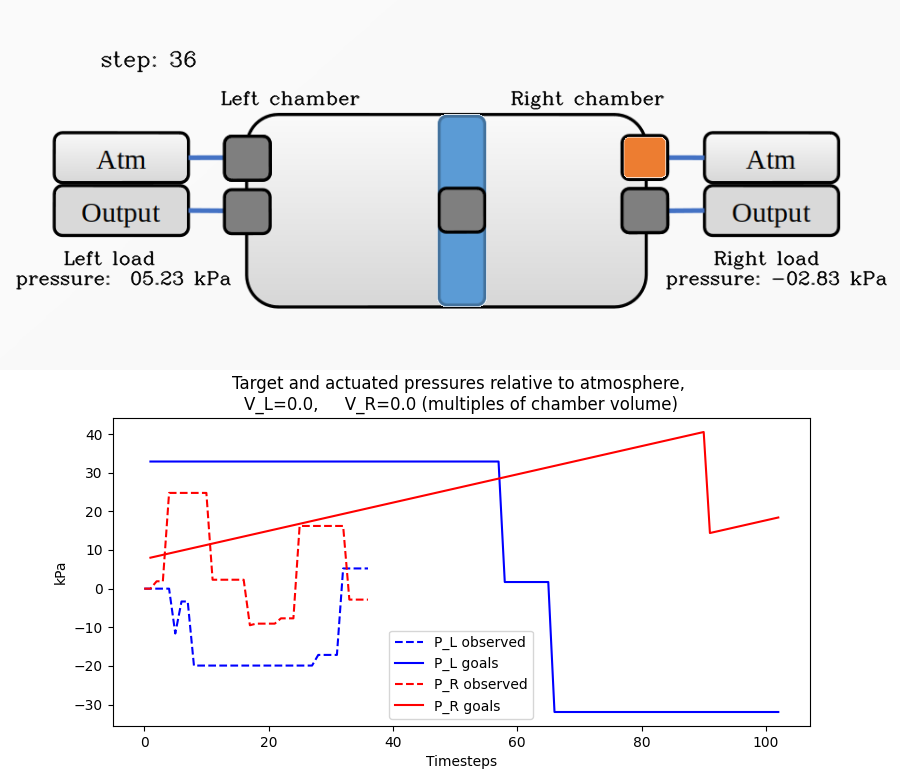 step: 36
Left chamber
Right chamber
Atm
Atm
Output
Output
Left load
pressure: 05.23 kPa
Right load
pressure: −02.83 kPa
Target and actuated pressures relative to atmosphere,
V_L=0.0, V_R=0.0 (multiples of chamber volume)
40
30
20
10
0
−10
−20
−30
kPa
P_L observed
P_L goals
P_R observed
P_R goals
0 20 40 60 80 100
Timesteps